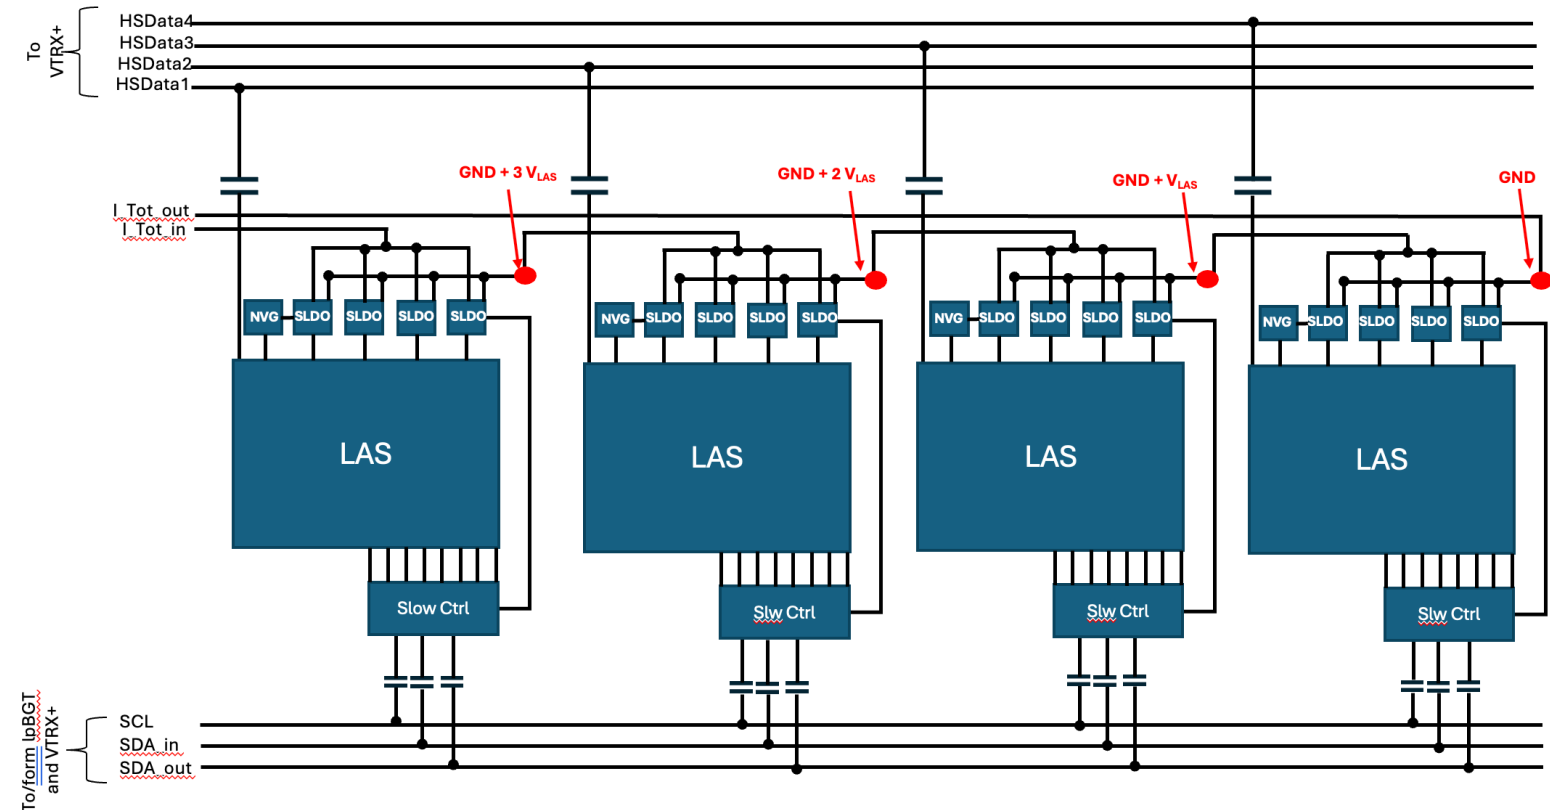 To
VTRX+
HSData4
HSData3
HSData2
HSData1
GND + 3 VLAS
GND + 2 VLAS
GND + VLAS
GND
I_Tot_out
I_Tot_in
NVG SLDO SLDO SLDO SLDO
NVG SLDO SLDO SLDO SLDO
NVG SLDO SLDO SLDO SLDO
NVG SLDO SLDO SLDO SLDO
LAS
LAS
LAS
LAS
Slow Ctrl
Slw Ctrl
Slw Ctrl
Slw Ctrl
To/form lpBGT
and VTRX+
SCL
SDA_in
SDA_out